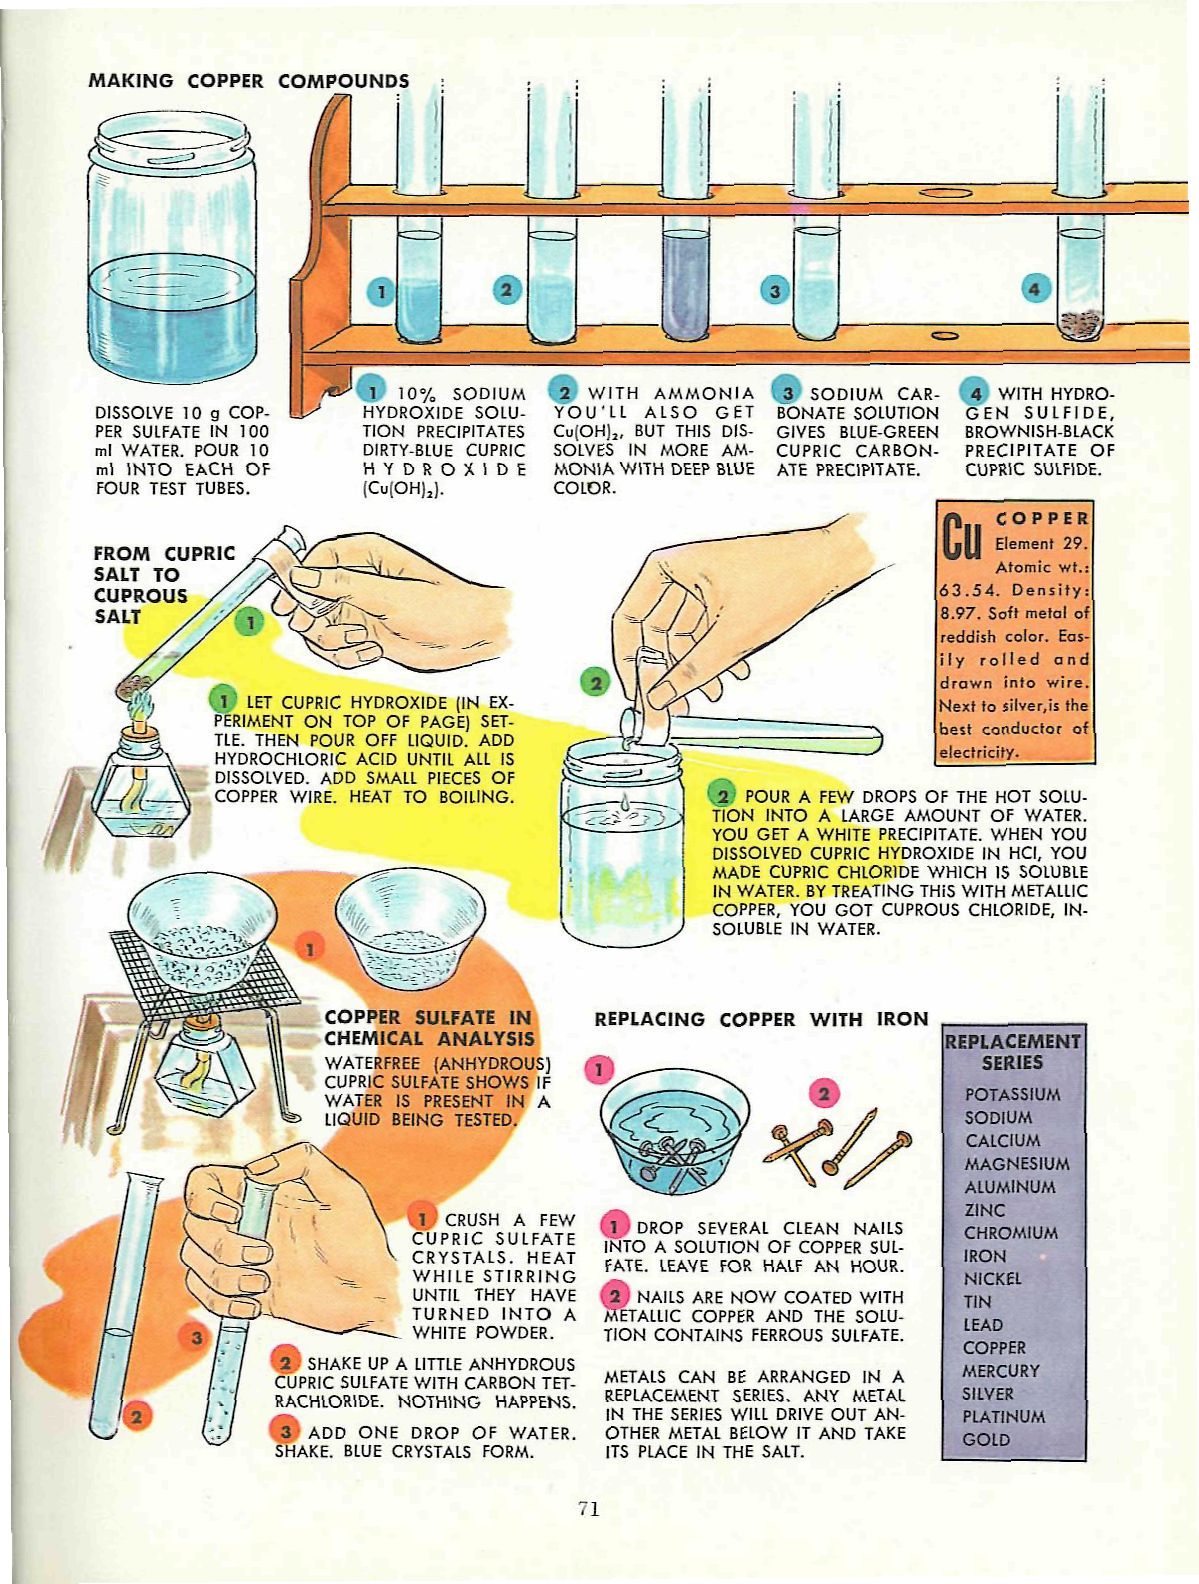 MAKING COPPER COMPOUNDS
1
2
3
4
DISSOLVE 10 g COP-
PER SULFATE IN 100
ml WATER. POUR 10
ml INTO EACH OF
FOUR TEST TUBES.
1 10% SODIUM
HYDROXIDE SOLU-
TION PRECIPITATES
DIRTY-BLUE CUPRIC
HYDROXIDE
(Cu(OH)₂).
2 WITH AMMONIA
YOU'LL ALSO GET
Cu(OH)₂, BUT THIS DIS-
SOLVES IN MORE AM-
MONIA WITH DEEP BLUE
COLOR.
3 SODIUM CAR-
BONATE SOLUTION
GIVES BLUE-GREEN
CUPRIC CARBON-
ATE PRECIPITATE.
4 WITH HYDRO-
GEN SULFIDE,
BROWNISH-BLACK
PRECIPITATE OF
CUPRIC SULFIDE.
Cu COPPER
Element 29.
Atomic wt.:
63.54. Density:
8.97. Soft metal of
reddish color. Eas-
ily rolled and
drawn into wire.
Next to silver,is the
best conductor of
electricity.
FROM CUPRIC
SALT TO
CUPROUS
SALT
1
1 LET CUPRIC HYDROXIDE (IN EX-
PERIMENT ON TOP OF PAGE) SET-
TLE. THEN POUR OFF LIQUID. ADD
HYDROCHLORIC ACID UNTIL ALL IS
DISSOLVED. ADD SMALL PIECES OF
COPPER WIRE. HEAT TO BOILING.
2
2 POUR A FEW DROPS OF THE HOT SOLU-
TION INTO A LARGE AMOUNT OF WATER.
YOU GET A WHITE PRECIPITATE. WHEN YOU
DISSOLVED CUPRIC HYDROXIDE IN HCl, YOU
MADE CUPRIC CHLORIDE WHICH IS SOLUBLE
IN WATER. BY TREATING THIS WITH METALLIC
COPPER, YOU GOT CUPROUS CHLORIDE, IN-
SOLUBLE IN WATER.
1
COPPER SULFATE IN
CHEMICAL ANALYSIS
WATERFREE (ANHYDROUS)
CUPRIC SULFATE SHOWS IF
WATER IS PRESENT IN A
LIQUID BEING TESTED.
1 CRUSH A FEW
CUPRIC SULFATE
CRYSTALS. HEAT
WHILE STIRRING
UNTIL THEY HAVE
TURNED INTO A
WHITE POWDER.
3
2
2 SHAKE UP A LITTLE ANHYDROUS
CUPRIC SULFATE WITH CARBON TET-
RACHLORIDE. NOTHING HAPPENS.
3 ADD ONE DROP OF WATER.
SHAKE. BLUE CRYSTALS FORM.
REPLACING COPPER WITH IRON
1
2
1 DROP SEVERAL CLEAN NAILS
INTO A SOLUTION OF COPPER SUL-
FATE. LEAVE FOR HALF AN HOUR.
2 NAILS ARE NOW COATED WITH
METALLIC COPPER AND THE SOLU-
TION CONTAINS FERROUS SULFATE.
METALS CAN BE ARRANGED IN A
REPLACEMENT SERIES. ANY METAL
IN THE SERIES WILL DRIVE OUT AN-
OTHER METAL BELOW IT AND TAKE
ITS PLACE IN THE SALT.
REPLACEMENT
SERIES
POTASSIUM
SODIUM
CALCIUM
MAGNESIUM
ALUMINUM
ZINC
CHROMIUM
IRON
NICKEL
TIN
LEAD
COPPER
MERCURY
SILVER
PLATINUM
GOLD
71